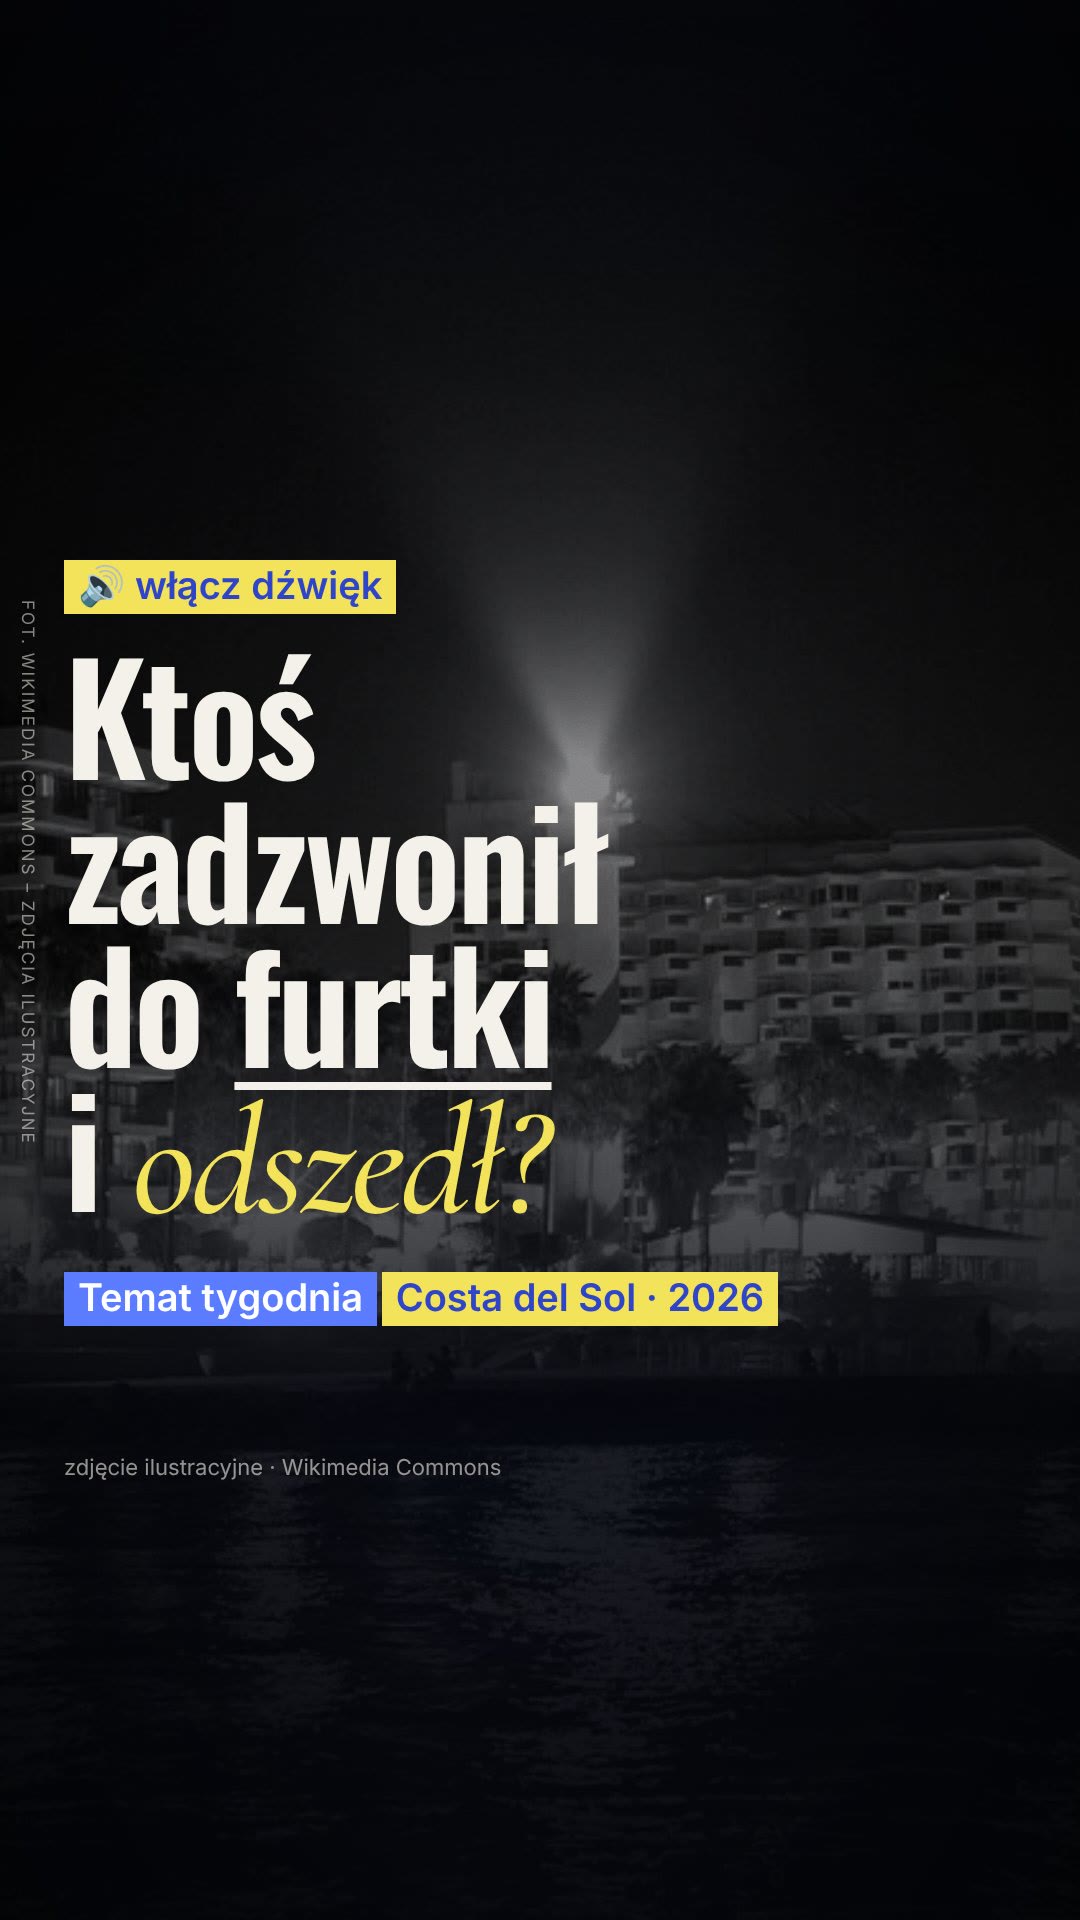 🔊 włącz dźwięk
Ktoś
zadzwonił
do furtki
i odszedł?
Temat tygodnia Costa del Sol · 2026
zdjęcie ilustracyjne · Wikimedia Commons
FOT. WIKIMEDIA COMMONS – ZDJĘCIA ILUSTRACYJNE